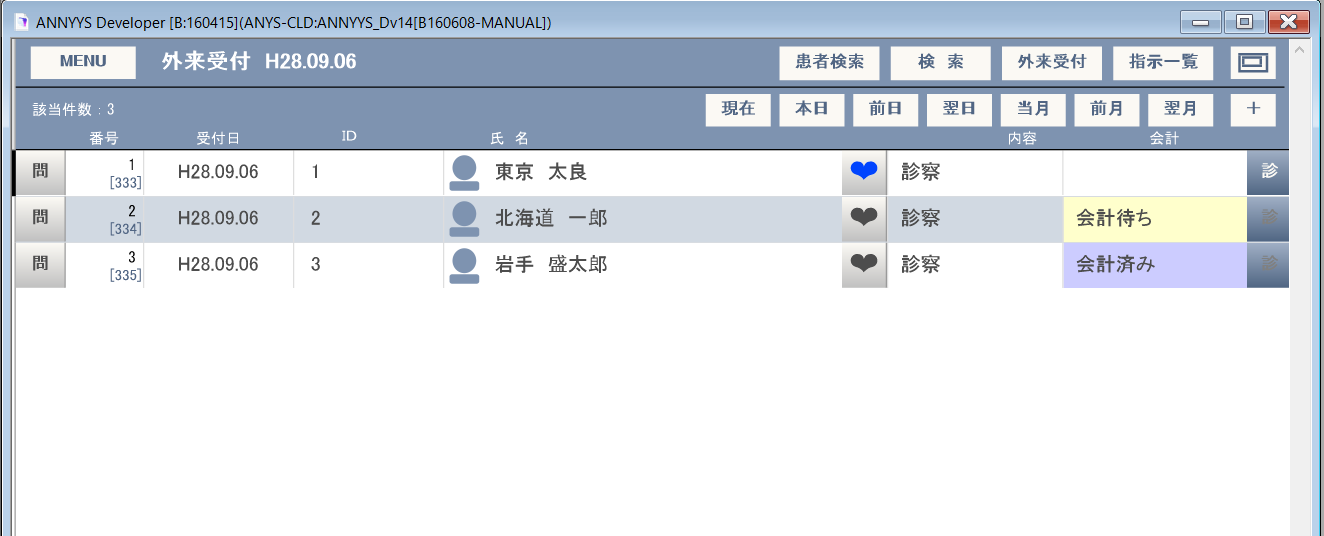 ANNYYS Developer [B:160415](ANYS-CLD:ANNYYS_Dv14[B160608-MANUAL])
MENU 外来受付 H28.09.06 患者検索 検 索 外来受付 指示一覧
該当件数 : 3 現在 本日 前日 翌日 当月 前月 翌月 +
番号 受付日 ID 氏 名 内容 会計
問 1 [333] H28.09.06 1 東京 太良 診察 診
問 2 [334] H28.09.06 2 北海道 一郎 診察 会計待ち 診
問 3 [335] H28.09.06 3 岩手 盛太郎 診察 会計済み 診